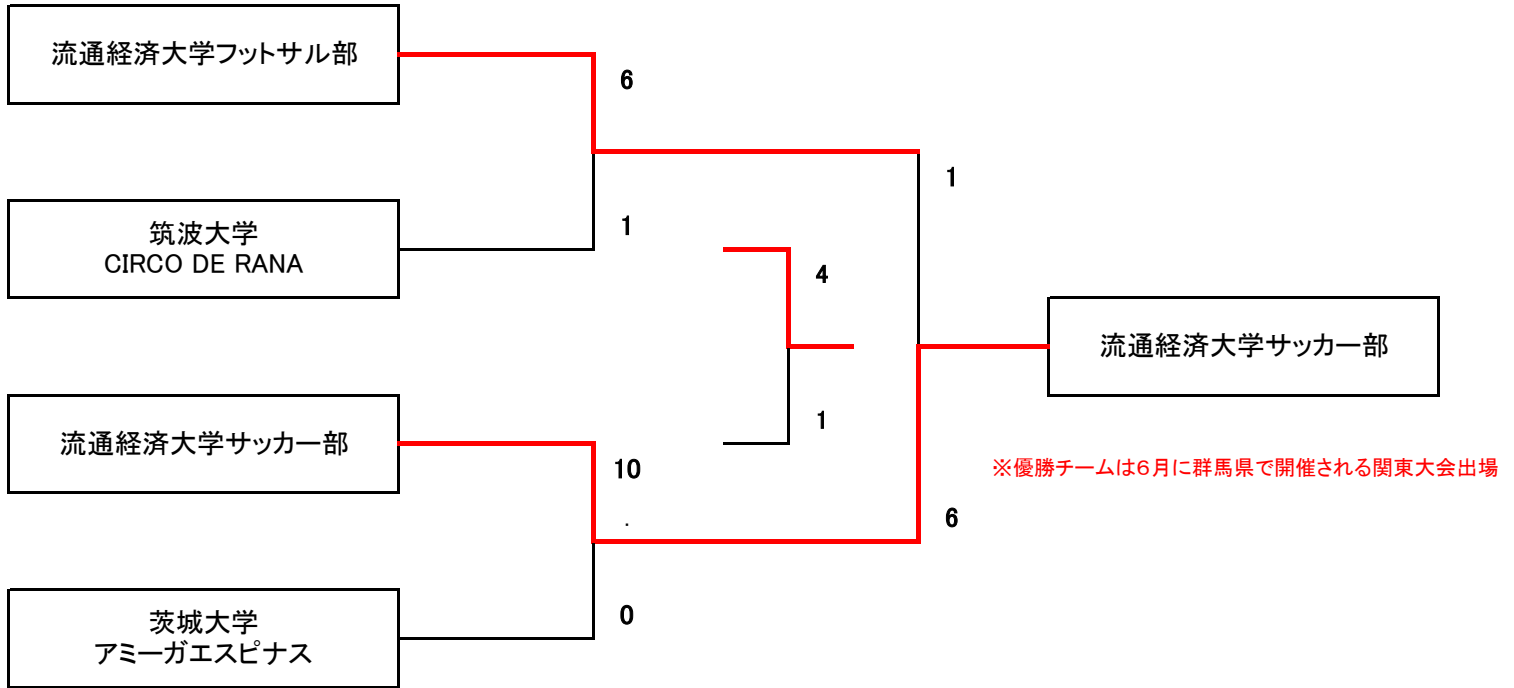 流通経済大学フットサル部
6
1
筑波大学
CIRCO DE RANA
1
4
流通経済大学サッカー部
1
流通経済大学サッカー部
10
※優勝チームは6月に群馬県で開催される関東大会出場
6
.
0
茨城大学
アミーガエスピナス